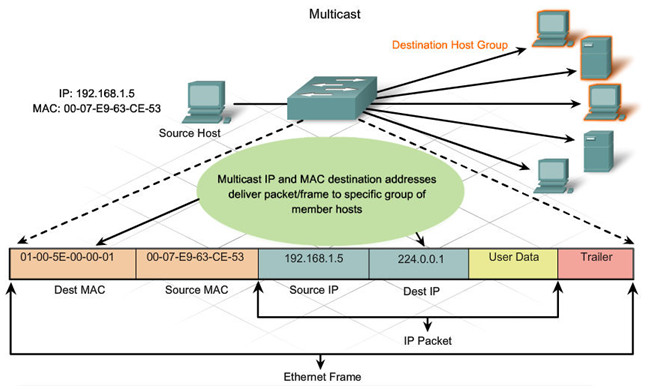 Multicast
Destination Host Group
IP: 192.168.1.5
MAC: 00-07-E9-63-CE-53
Source Host
Multicast IP and MAC destination addresses
deliver packet/frame to specific group of
member hosts
01-00-5E-00-00-01 00-07-E9-63-CE-53 192.168.1.5 224.0.0.1 User Data Trailer
Dest MAC Source MAC Source IP Dest IP
IP Packet
Ethernet Frame